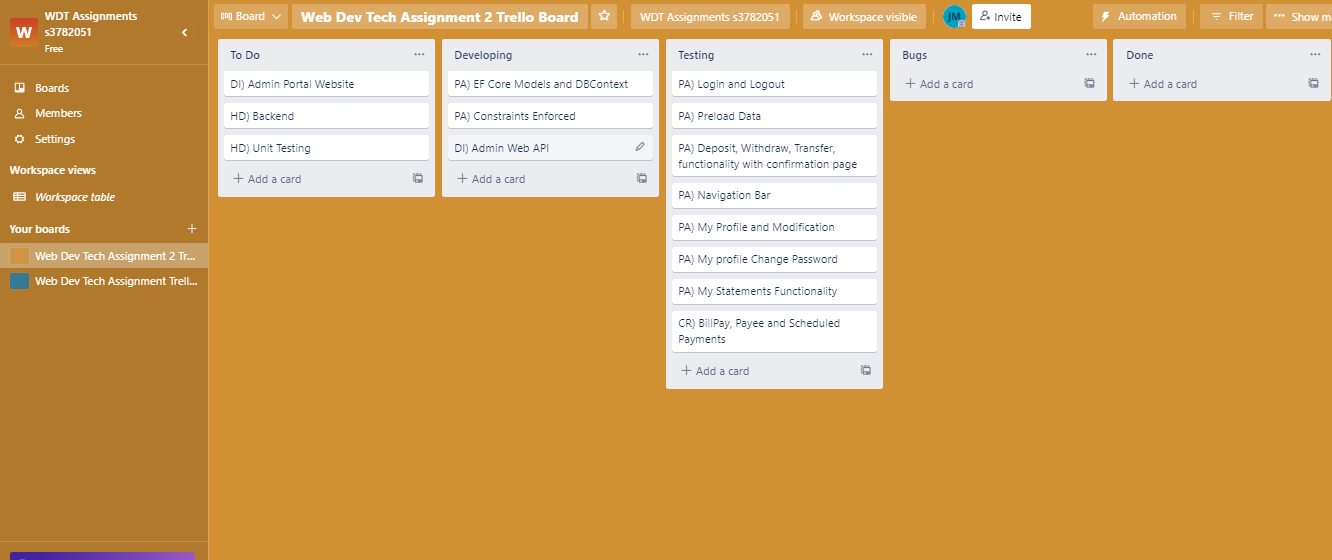 W
WDT Assignments
s3782051
Free
Boards
Members
Settings
Workspace views
Workspace table
Your boards
Web Dev Tech Assignment 2 Tr...
Web Dev Tech Assignment Trell...
Board
Web Dev Tech Assignment 2 Trello Board
WDT Assignments s3782051
Workspace visible
JM
Invite
Automation
Filter
Show m
To Do
DI) Admin Portal Website
HD) Backend
HD) Unit Testing
Add a card
Developing
PA) EF Core Models and DBContext
PA) Constraints Enforced
DI) Admin Web API
Add a card
Testing
PA) Login and Logout
PA) Preload Data
PA) Deposit, Withdraw, Transfer,
functionality with confirmation page
PA) Navigation Bar
PA) My Profile and Modification
PA) My profile Change Password
PA) My Statements Functionality
CR) BillPay, Payee and Scheduled
Payments
Add a card
Bugs
Add a card
Done
Add a card